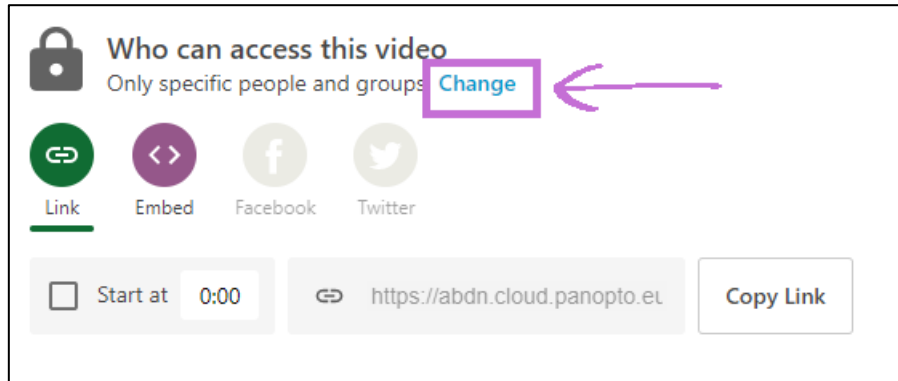 Who can access this video
Only specific people and groups Change
Link Embed Facebook Twitter
Start at 0:00 https://abdn.cloud.panopto.eu Copy Link